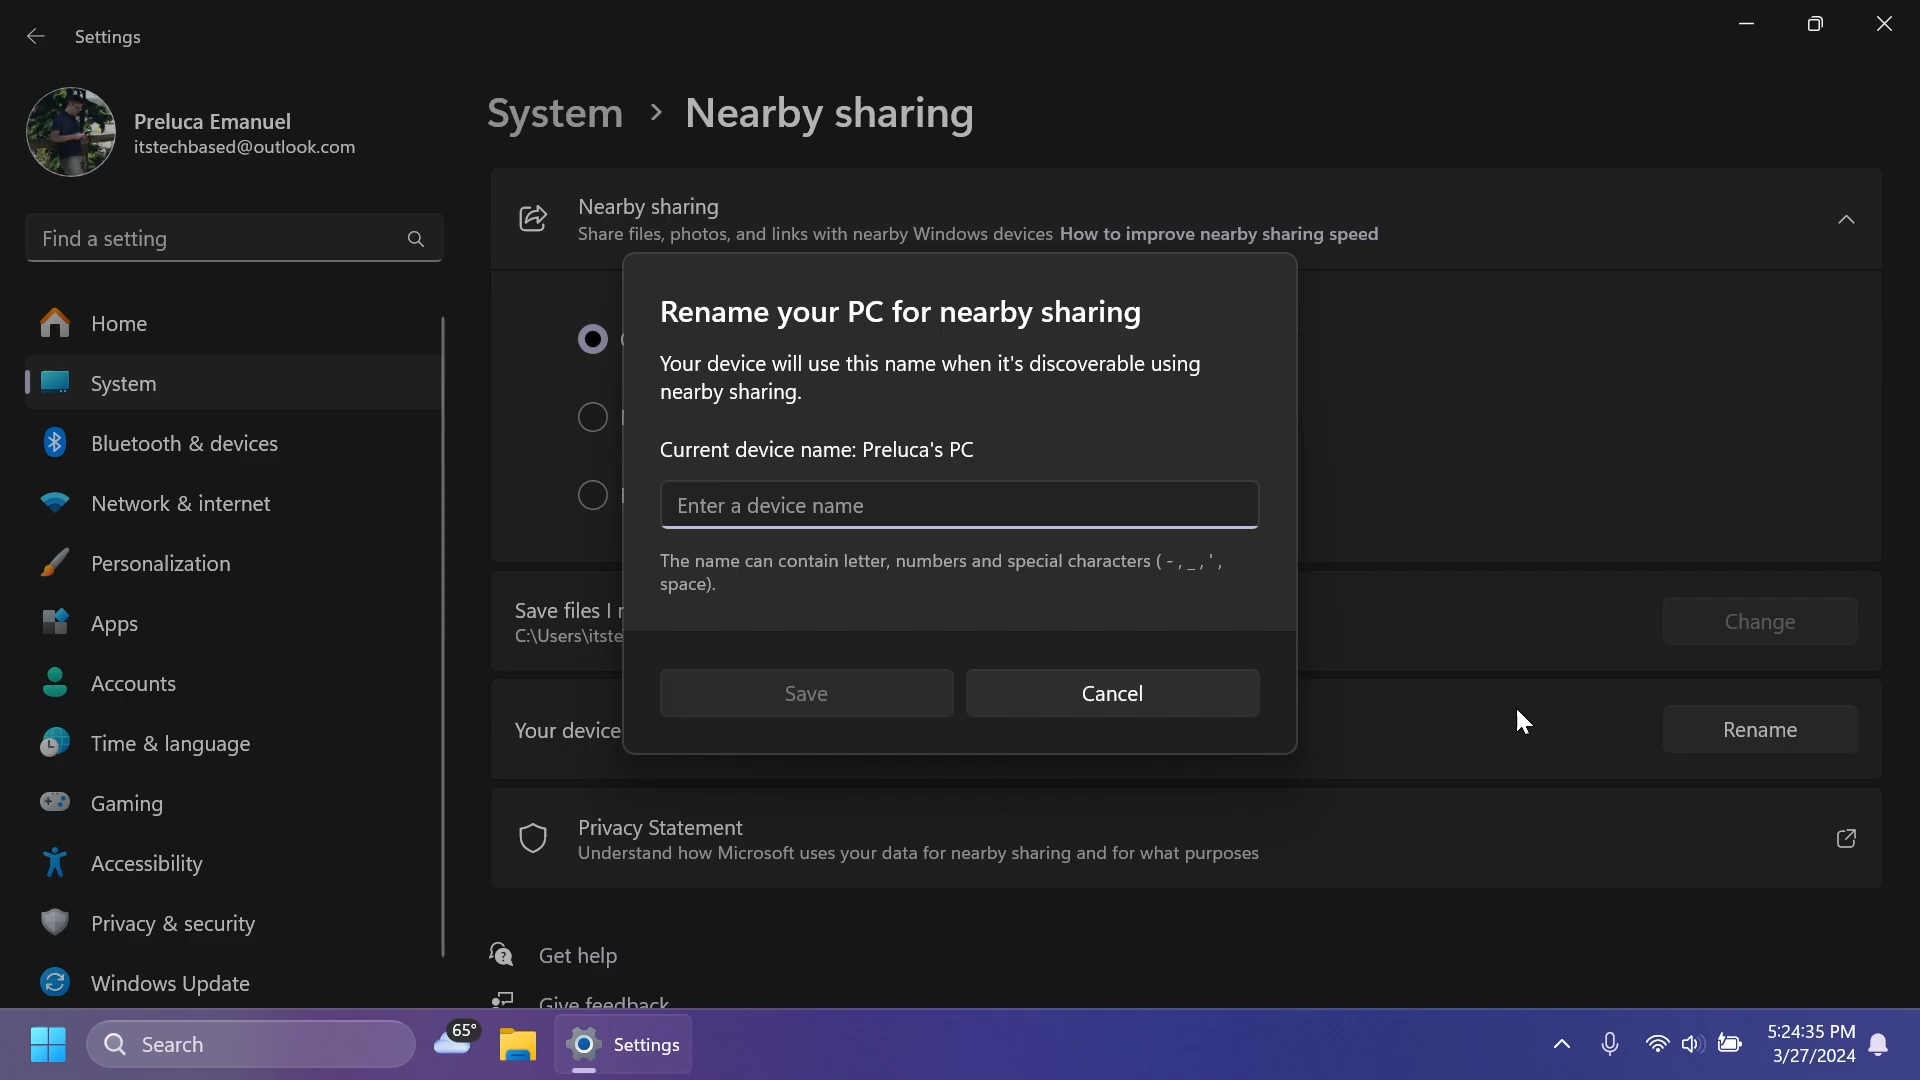 Settings
Preluca Emanuel
itstechbased@outlook.com
Find a setting
Home
System
Bluetooth & devices
Network & internet
Personalization
Apps
Accounts
Time & language
Gaming
Accessibility
Privacy & security
Windows Update
System > Nearby sharing
Nearby sharing
Share files, photos, and links with nearby Windows devices How to improve nearby sharing speed
Rename your PC for nearby sharing
Your device will use this name when it's discoverable using
nearby sharing.
Current device name: Preluca's PC
Enter a device name
The name can contain letter, numbers and special characters ( - , _ , ' ,
space).
Save Cancel
Save files I
C:\Users\itste
Change
Your device
Rename
Privacy Statement
Understand how Microsoft uses your data for nearby sharing and for what purposes
Get help
Give feedback
Search
65°
Settings
5:24:35 PM
3/27/2024